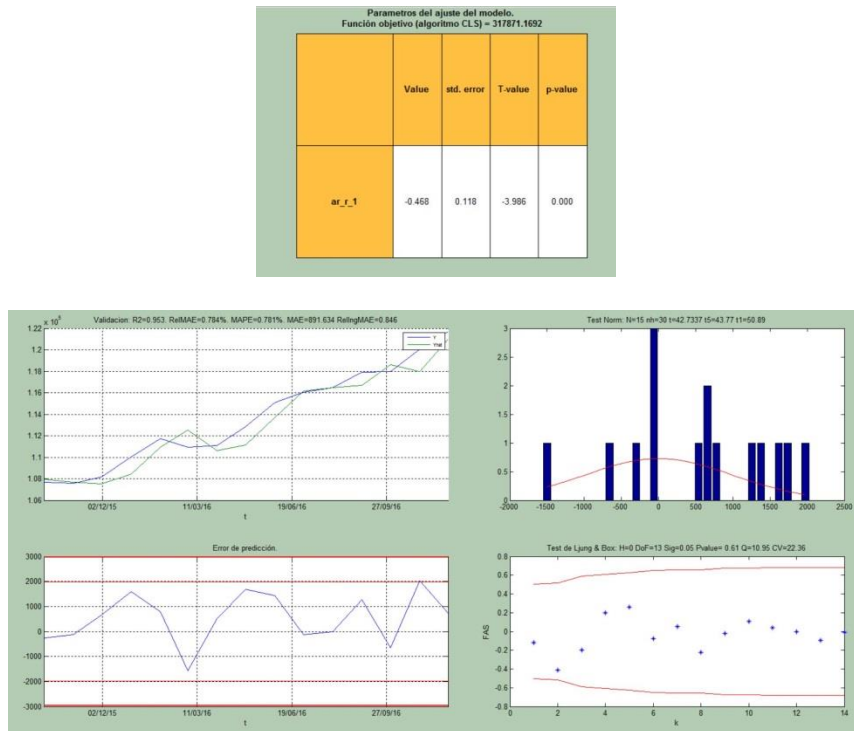 Parametros del ajuste del modelo.
Función objetivo (algoritmo CLS) = 317871.1692
Value std. error T-value p-value
ar_r_1 -0.468 0.118 -3.986 0.000
Validacion: R2=0.953. RelMAE=0.784%. MAPE=0.781%. MAE=891.634 RelIngMAE=0.846
x 10
1.22
1.2
1.18
1.16
1.14
1.12
1.1
1.08
1.06
02/12/15 11/03/16 19/06/16 27/09/16
t
Test Norm: N=15 nh=30 t=42.7337 t5=43.77 t1=50.89
3
2.5
2
1.5
1
0.5
0
-2000 -1500 -1000 -500 0 500 1000 1500 2000 2500
Error de predicción.
3000
2000
1000
0
-1000
-2000
-3000
02/12/15 11/03/16 19/06/16 27/09/16
t
Test de Ljung & Box: H=0 DoF=13 Sig=0.05 Pvalue= 0.61 Q=10.95 CV=22.36
FAS
0.8
0.6
0.4
0.2
0
-0.2
-0.4
-0.6
-0.8
0 2 4 6 8 10 12 14
k